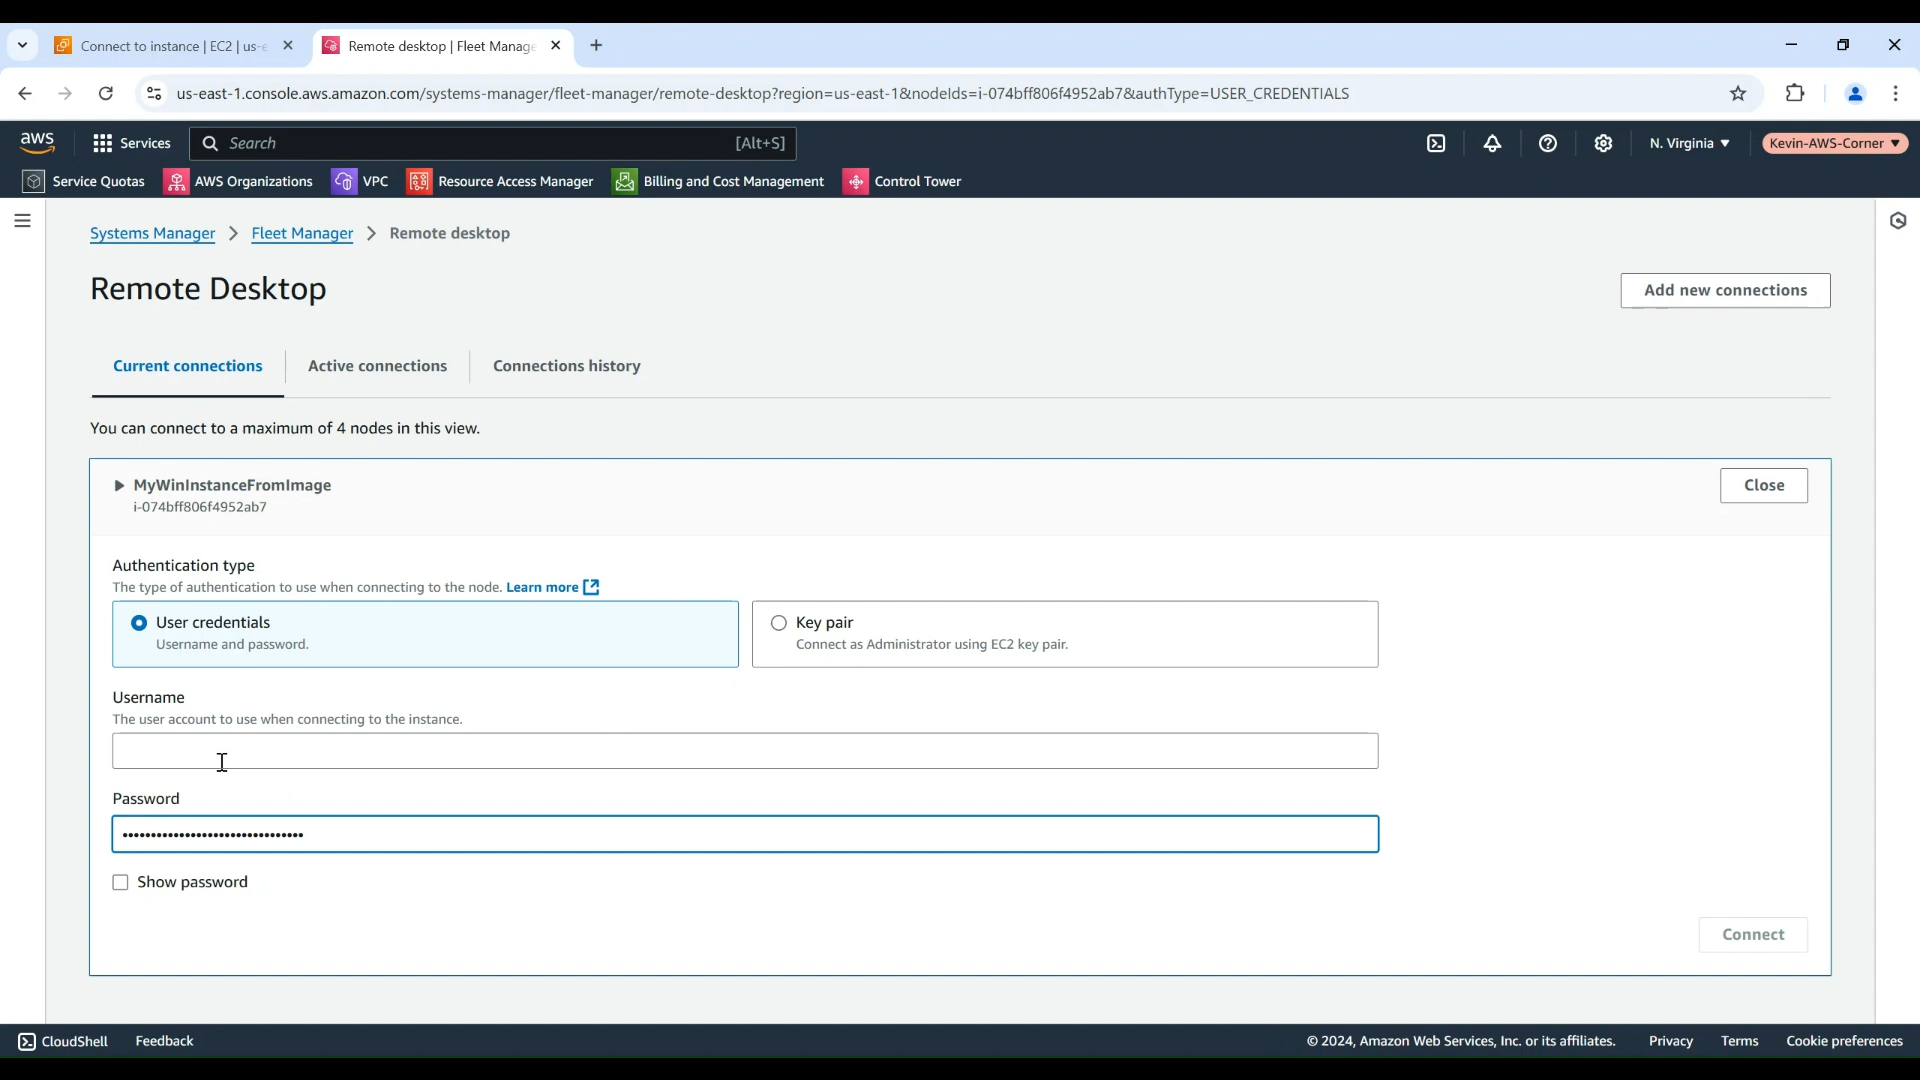 Connect to instance | EC2 | us-e
Remote desktop | Fleet Manage
us-east-1.console.aws.amazon.com/systems-manager/fleet-manager/remote-desktop?region=us-east-1&nodeIds=i-074bff806f4952ab7&authType=USER_CREDENTIALS
aws Services Search [Alt+S] N. Virginia Kevin-AWS-Corner
Service Quotas AWS Organizations VPC Resource Access Manager Billing and Cost Management Control Tower
Systems Manager > Fleet Manager > Remote desktop
Remote Desktop
Add new connections
Current connections Active connections Connections history
You can connect to a maximum of 4 nodes in this view.
MyWinInstanceFromImage
Close
i-074bff806f4952ab7
Authentication type
The type of authentication to use when connecting to the node. Learn more
User credentials
Username and password.
Key pair
Connect as Administrator using EC2 key pair.
Username
The user account to use when connecting to the instance.
Password
••••••••••••••••••••••••••••••••
Show password
Connect
CloudShell Feedback © 2024, Amazon Web Services, Inc. or its affiliates. Privacy Terms Cookie preferences